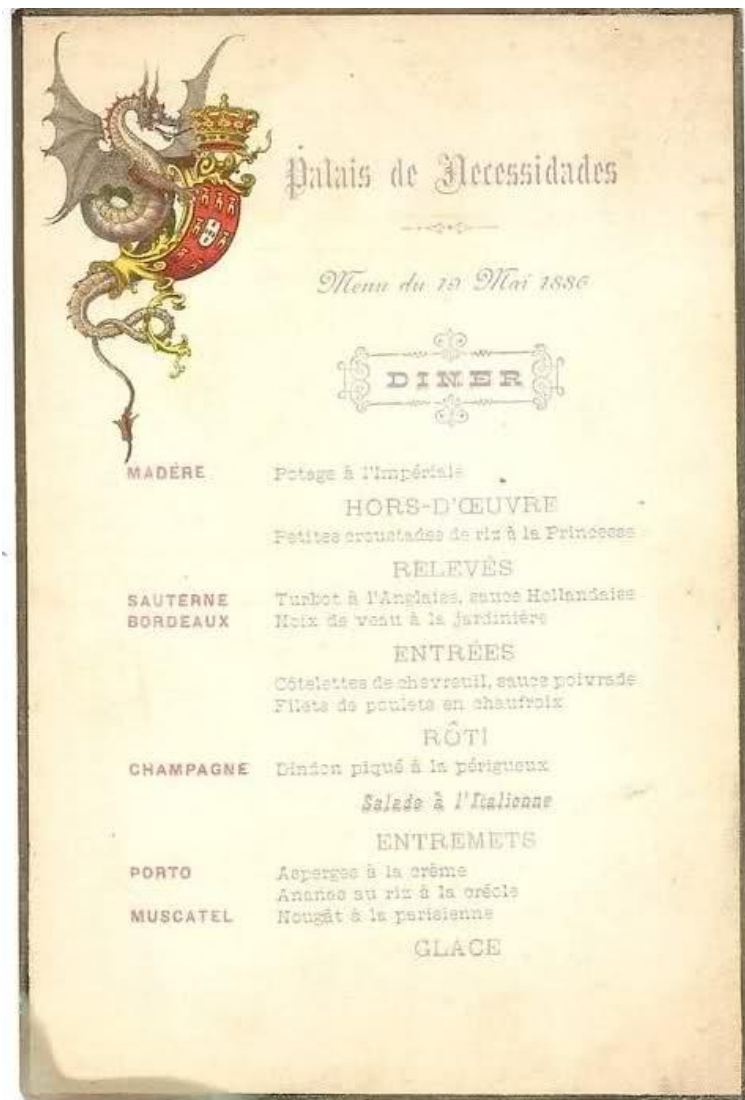 Palais de Necessidades
Menu du 19 Mai 1886
DINER
MADÈRE Potage à l'Impériale
HORS-D'ŒUVRE
Petites croustades de riz à la Princesse
RELEVÉS
SAUTERNE Turbot à l'Anglaise, sauce Hollandaise
BORDEAUX Noix de veau à la jardinière
ENTRÉES
Côtelettes de chevreuil, sauce poivrade
Filets de poulets en chaufroix
RÔTI
CHAMPAGNE Dindon piqué à la périgueux
Salade à l'Italienne
ENTREMETS
PORTO Asperges à la crême
Ananas au riz à la créole
MUSCATEL Nougât à la parisienne
GLACE